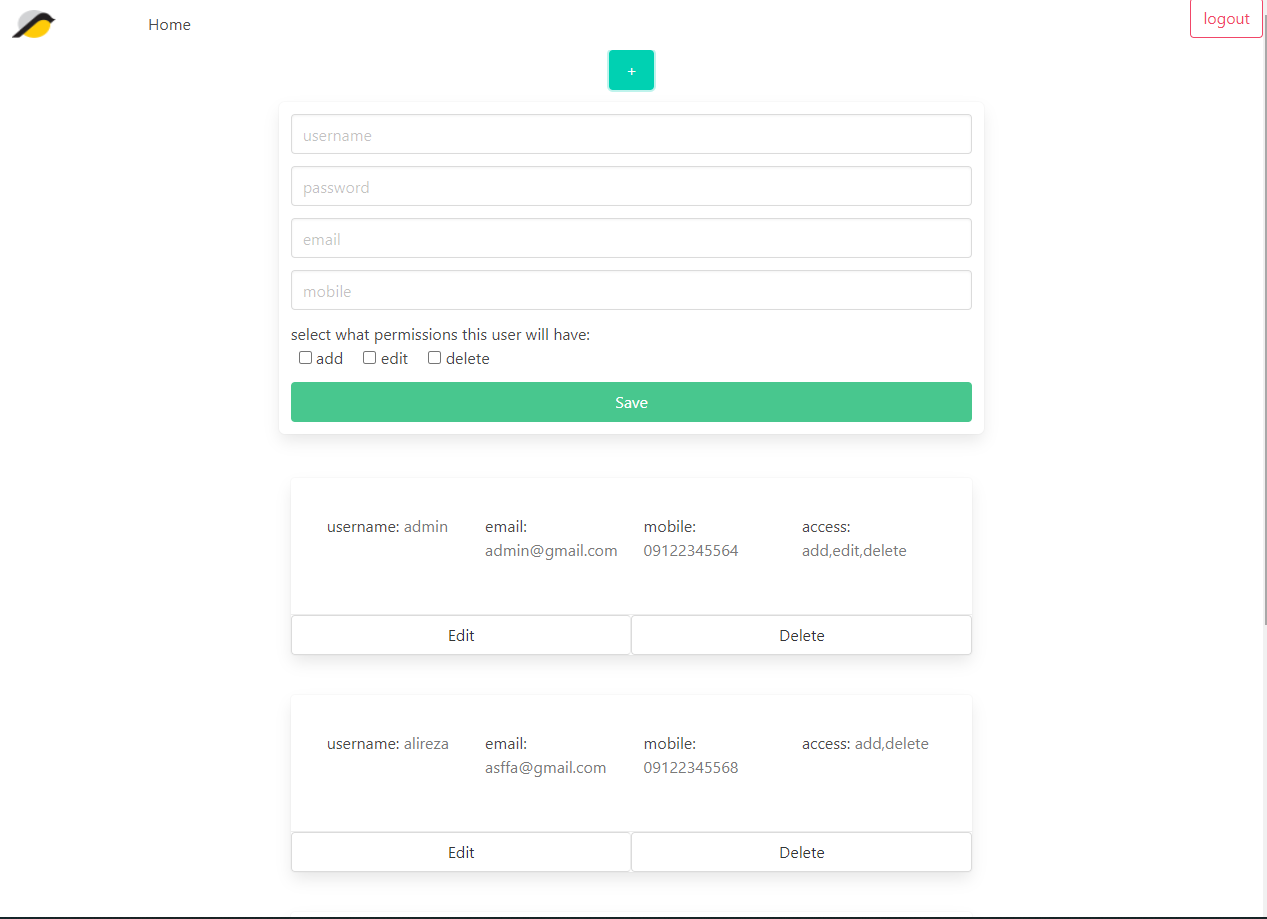 Home
logout
+
username
password
email
mobile
select what permissions this user will have:
add edit delete
Save
username: admin
email:
admin@gmail.com
mobile:
09122345564
access:
add,edit,delete
Edit
Delete
username: alireza
email:
asffa@gmail.com
mobile:
09122345568
access: add,delete
Edit
Delete